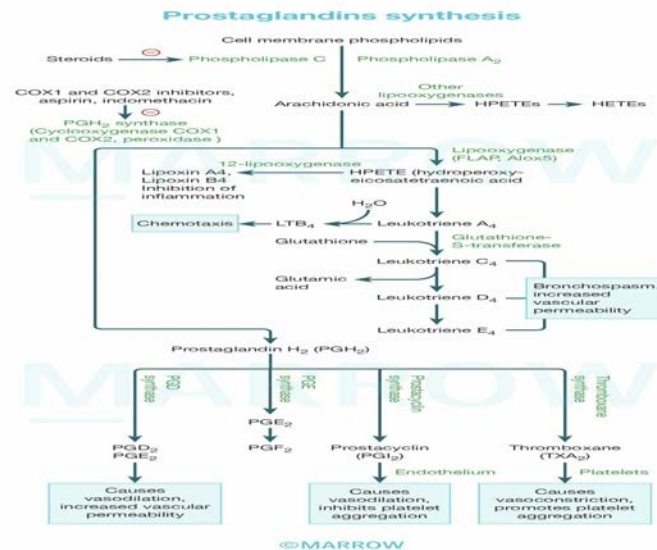 Prostaglandins synthesis
Cell membrane phospholipids
Steroids
Phospholipase C
Phospholipase A2
COX1 and COX2 inhibitors,
aspirin, indomethacin
Other
lipooxygenases
Arachidonic acid
HPETEs
HETEs
PGH2 synthase
(Cyclooxygenase COX1
and COX2, peroxidase )
Lipooxygenase
(FLAP, Alox5)
12-lipooxygenase
Lipoxin A4,
Lipoxin B4
Inhibition of
inflammation
HPETE (hydroperoxy-
eicosatetraenoic acid
H2O
Chemotaxis
LTB4
Leukotriene A4
Glutathione
Glutathione-
S-transferase
Leukotriene C4
Glutamic
acid
Leukotriene D4
Leukotriene E4
Bronchospasm,
increased
vascular
permeability
Prostaglandin H2 (PGH2)
PGD
synthase
PGE
synthase
Prostacyclin
synthase
Thromboxane
synthase
PGD2
PGE2
PGE2
PGF2
Prostacyclin
(PGI2)
Thromboxane
(TXA2)
Endothelium
Platelets
Causes
vasodilation,
increased vascular
permeability
Causes
vasodilation,
inhibits platelet
aggregation
Causes
vasoconstriction,
promotes platelet
aggregation
MARROW
MARROW
©MARROW